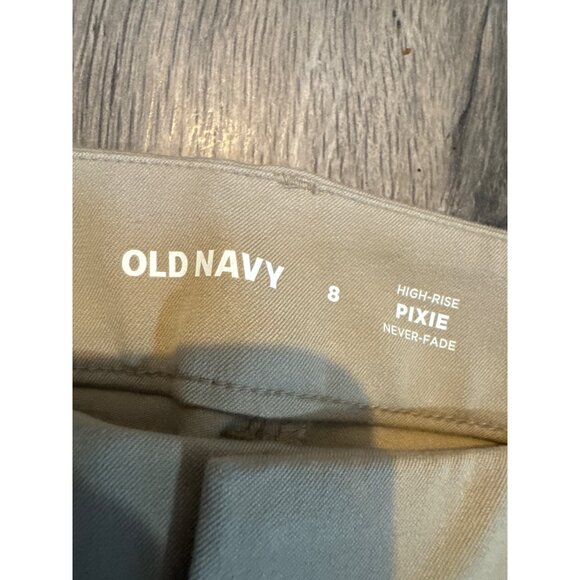 OLD NAVY
8
HIGH-RISE
PIXIE
NEVER-FADE